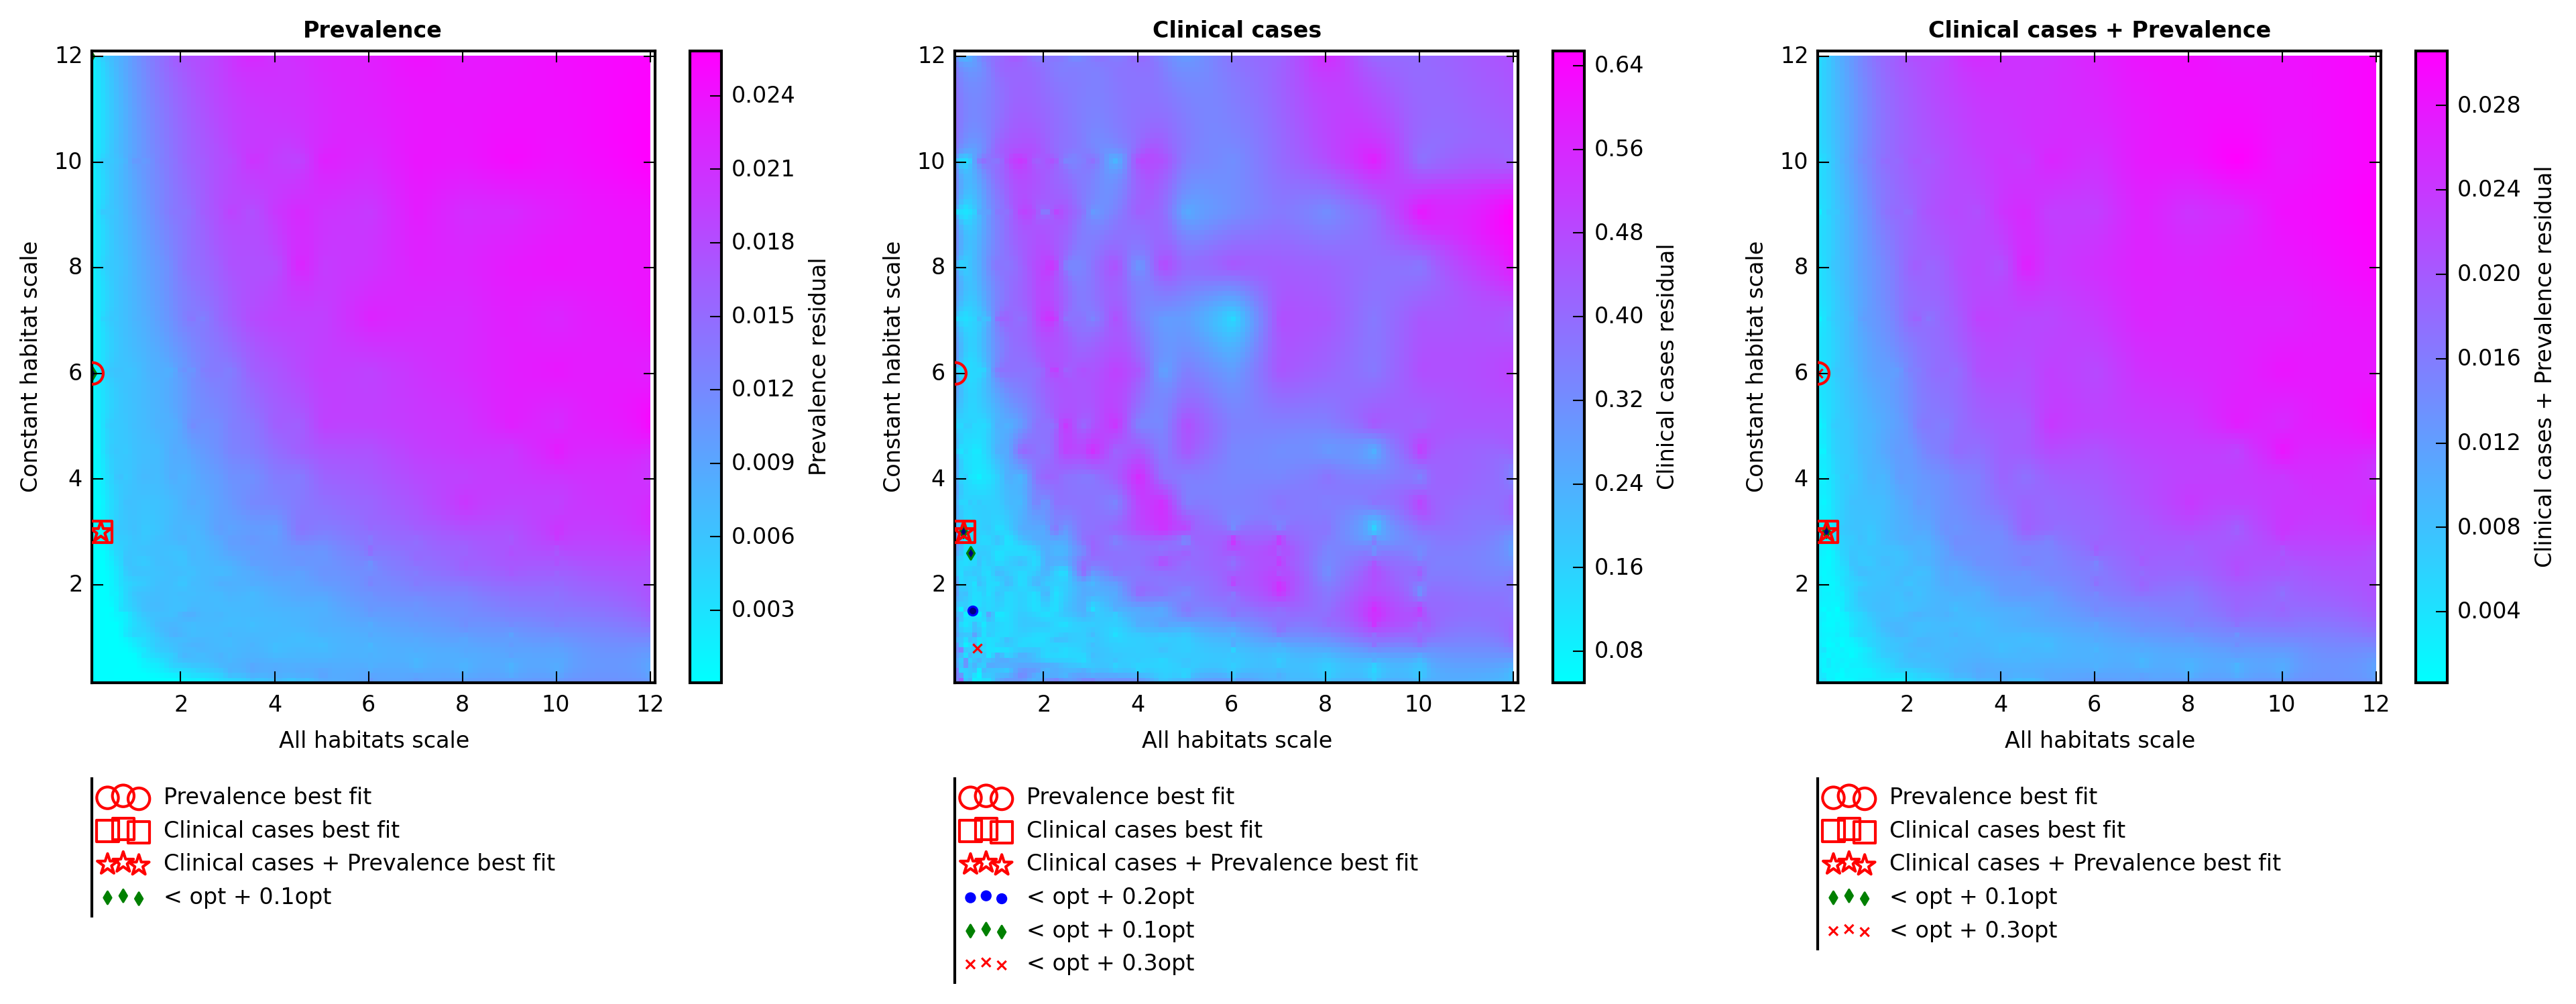 Prevalence
12
10
8
6
4
2
2
4
6
8
10
12
Constant habitat scale
All habitats scale
0.024
0.021
0.018
0.015
0.012
0.009
0.006
0.003
Prevalence residual
Prevalence best fit
Clinical cases best fit
Clinical cases + Prevalence best fit
< opt + 0.1opt
Clinical cases
12
10
8
6
4
2
2
4
6
8
10
12
Constant habitat scale
All habitats scale
0.64
0.56
0.48
0.40
0.32
0.24
0.16
0.08
Clinical cases residual
Prevalence best fit
Clinical cases best fit
Clinical cases + Prevalence best fit
< opt + 0.2opt
< opt + 0.1opt
< opt + 0.3opt
Clinical cases + Prevalence
12
10
8
6
4
2
2
4
6
8
10
12
Constant habitat scale
All habitats scale
0.028
0.024
0.020
0.016
0.012
0.008
0.004
Clinical cases + Prevalence residual
Prevalence best fit
Clinical cases best fit
Clinical cases + Prevalence best fit
< opt + 0.1opt
< opt + 0.3opt